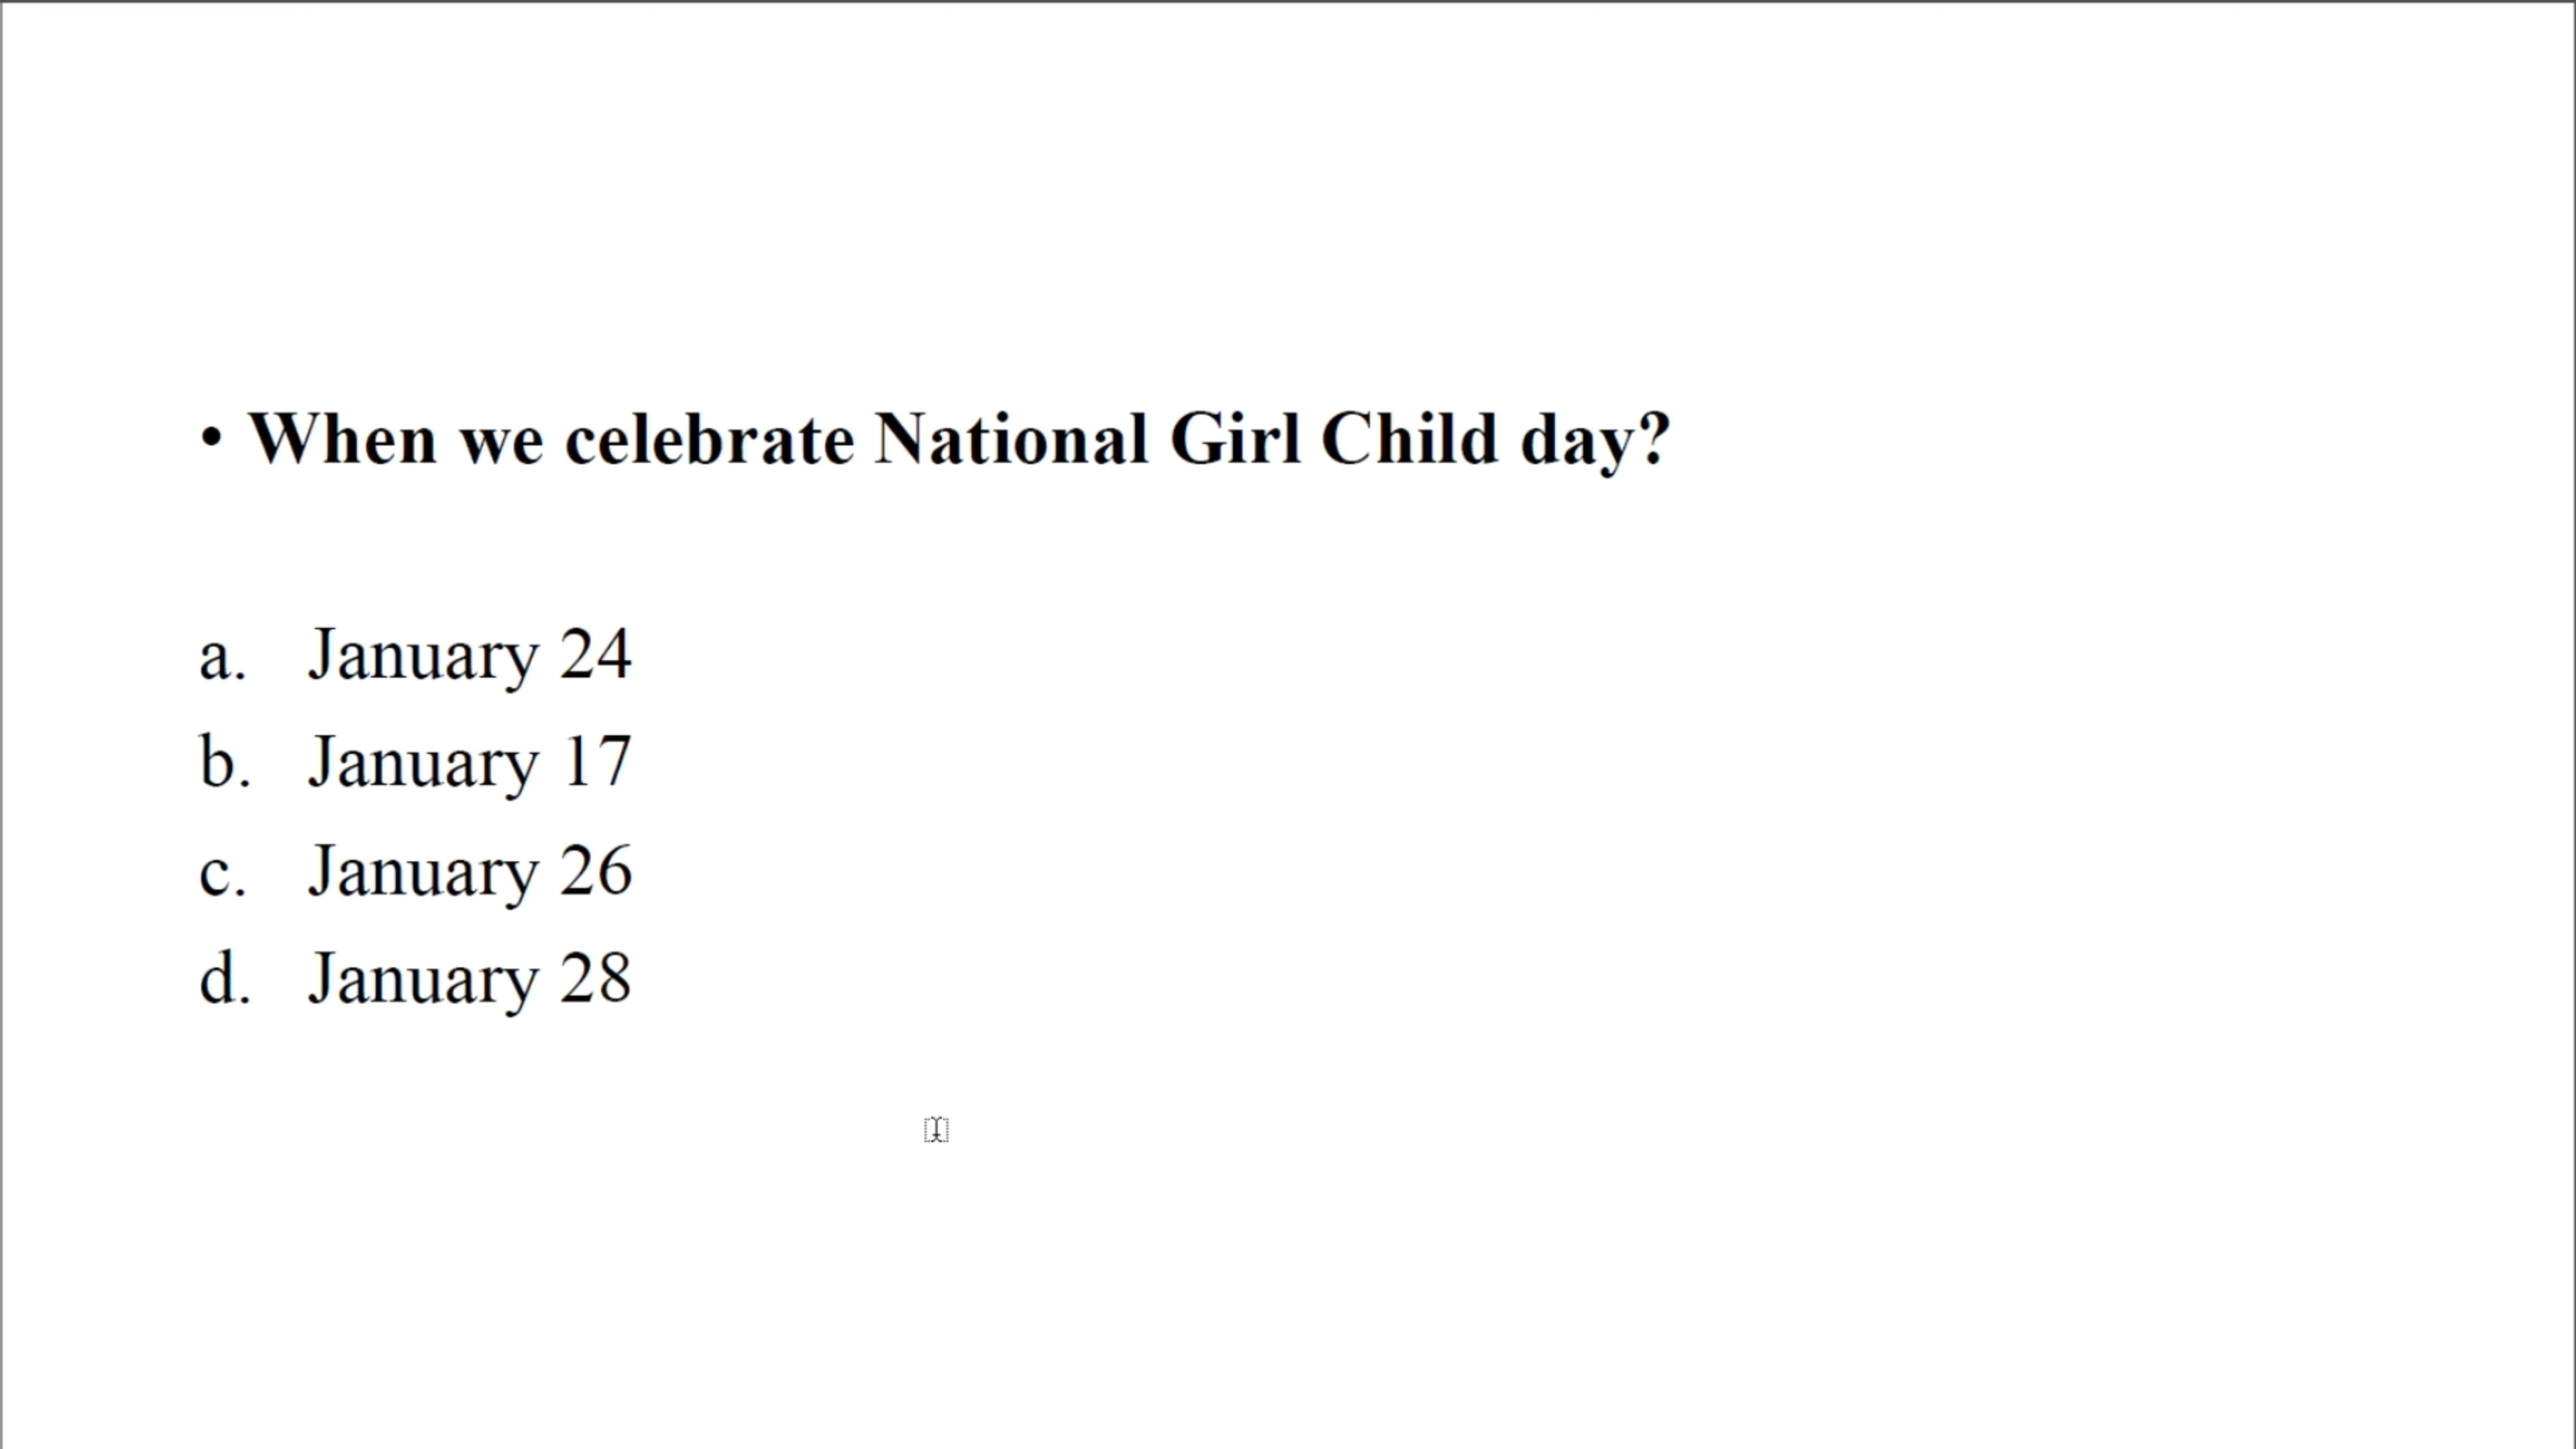 • When we celebrate National Girl Child day?
a. January 24
b. January 17
c. January 26
d. January 28